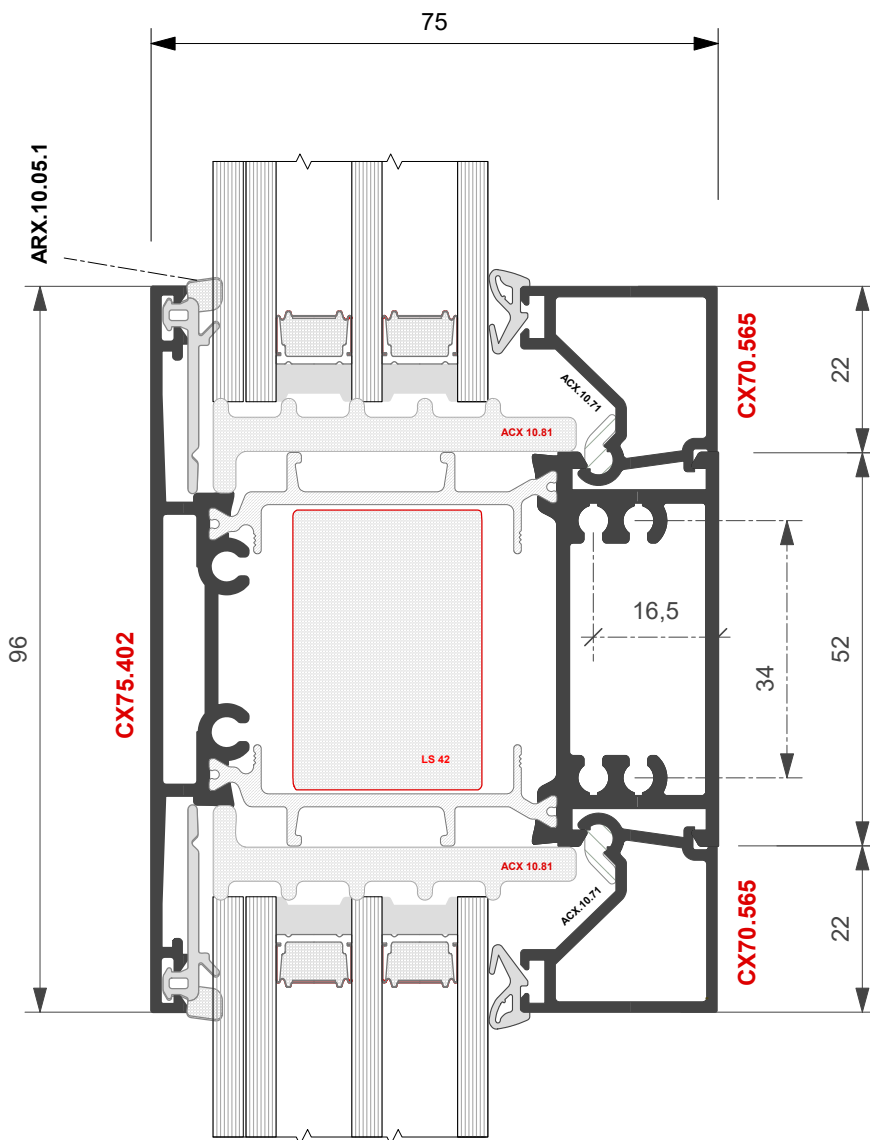 75
ARX.10.05.1
CX70.565
22
ACX.10.71
ACX 10.81
16,5
96
CX75.402
34
52
LS 42
ACX 10.81
ACX.10.71
CX70.565
22